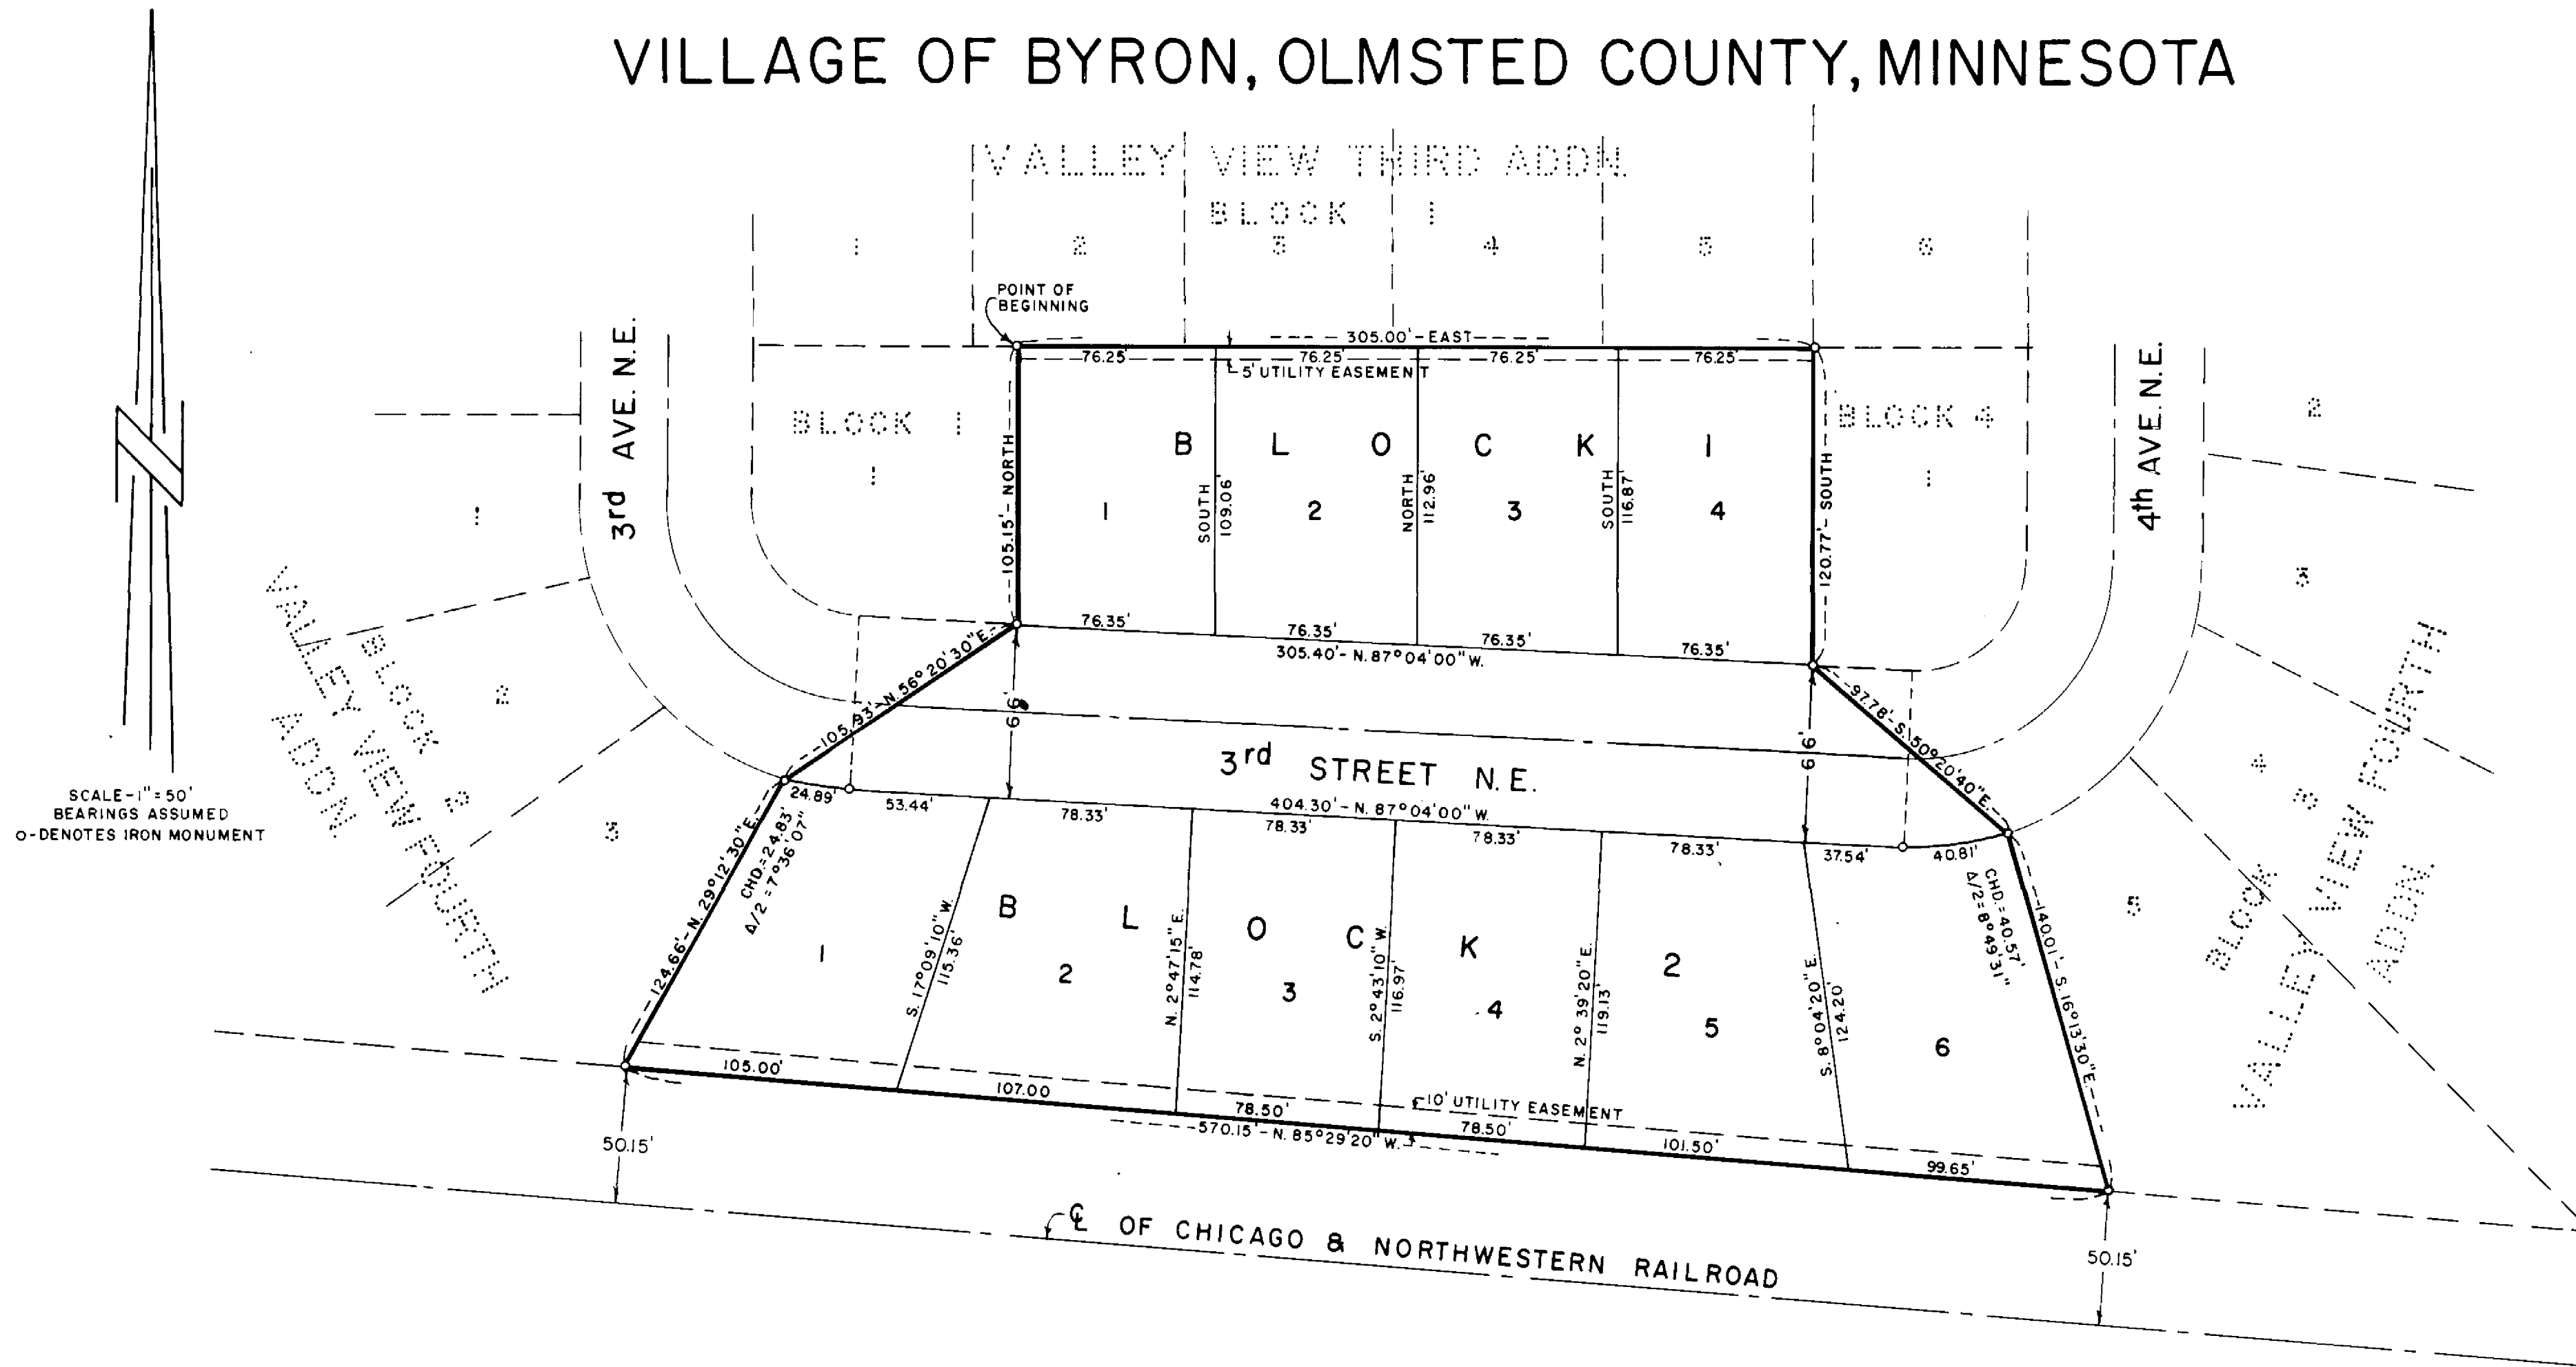 VILLAGE OF BYRON, OLMSTED COUNTY, MINNESOTA
VALLEY VIEW THIRD ADDN.
BLOCK 1
1
2
3
4
5
6
POINT OF
BEGINNING
305.00' - EAST
76.25'
76.25'
76.25'
76.25'
5' UTILITY EASEMENT
3rd AVE. N.E.
4th AVE. N.E.
BLOCK 1
1
BLOCK 4
1
BLOCK 1
105.15' - NORTH
SOUTH
109.06'
NORTH
112.96'
SOUTH
116.87'
120.77' - SOUTH
1
2
3
4
76.35'
76.35'
76.35'
76.35'
305.40' - N. 87° 04' 00" W.
105.93' - N. 56° 20' 30" E.
66'
66'
97.78' - S. 50° 20' 40" E.
3rd STREET N.E.
404.30' - N. 87° 04' 00" W.
24.89'
53.44'
78.33'
78.33'
78.33'
78.33'
37.54'
40.81'
CHD. = 24.83'
Δ/2 = 7° 36' 07"
CHD. = 40.57'
Δ/2 = 8° 49' 31"
124.66' - N. 29° 12' 30" E.
S. 17° 09' 10" W.
115.36'
N. 2° 47' 15" E.
114.78'
S. 2° 43' 10" W.
116.97'
N. 2° 39' 20" E.
119.13'
S. 8° 04' 20" E.
124.20'
140.01' - S. 16° 13' 30" E.
BLOCK 2
1
2
3
4
5
6
105.00'
107.00
78.50'
78.50'
101.50'
99.65'
10' UTILITY EASEMENT
570.15' - N. 85° 29' 20" W.
50.15'
50.15'
℄ OF CHICAGO & NORTHWESTERN RAILROAD
1
2
3
BLOCK 2
VALLEY VIEW FOURTH
ADDN.
2
3
4
5
BLOCK 3
VALLEY VIEW FOURTH
ADDN.
N
SCALE - 1" = 50'
BEARINGS ASSUMED
o - DENOTES IRON MONUMENT